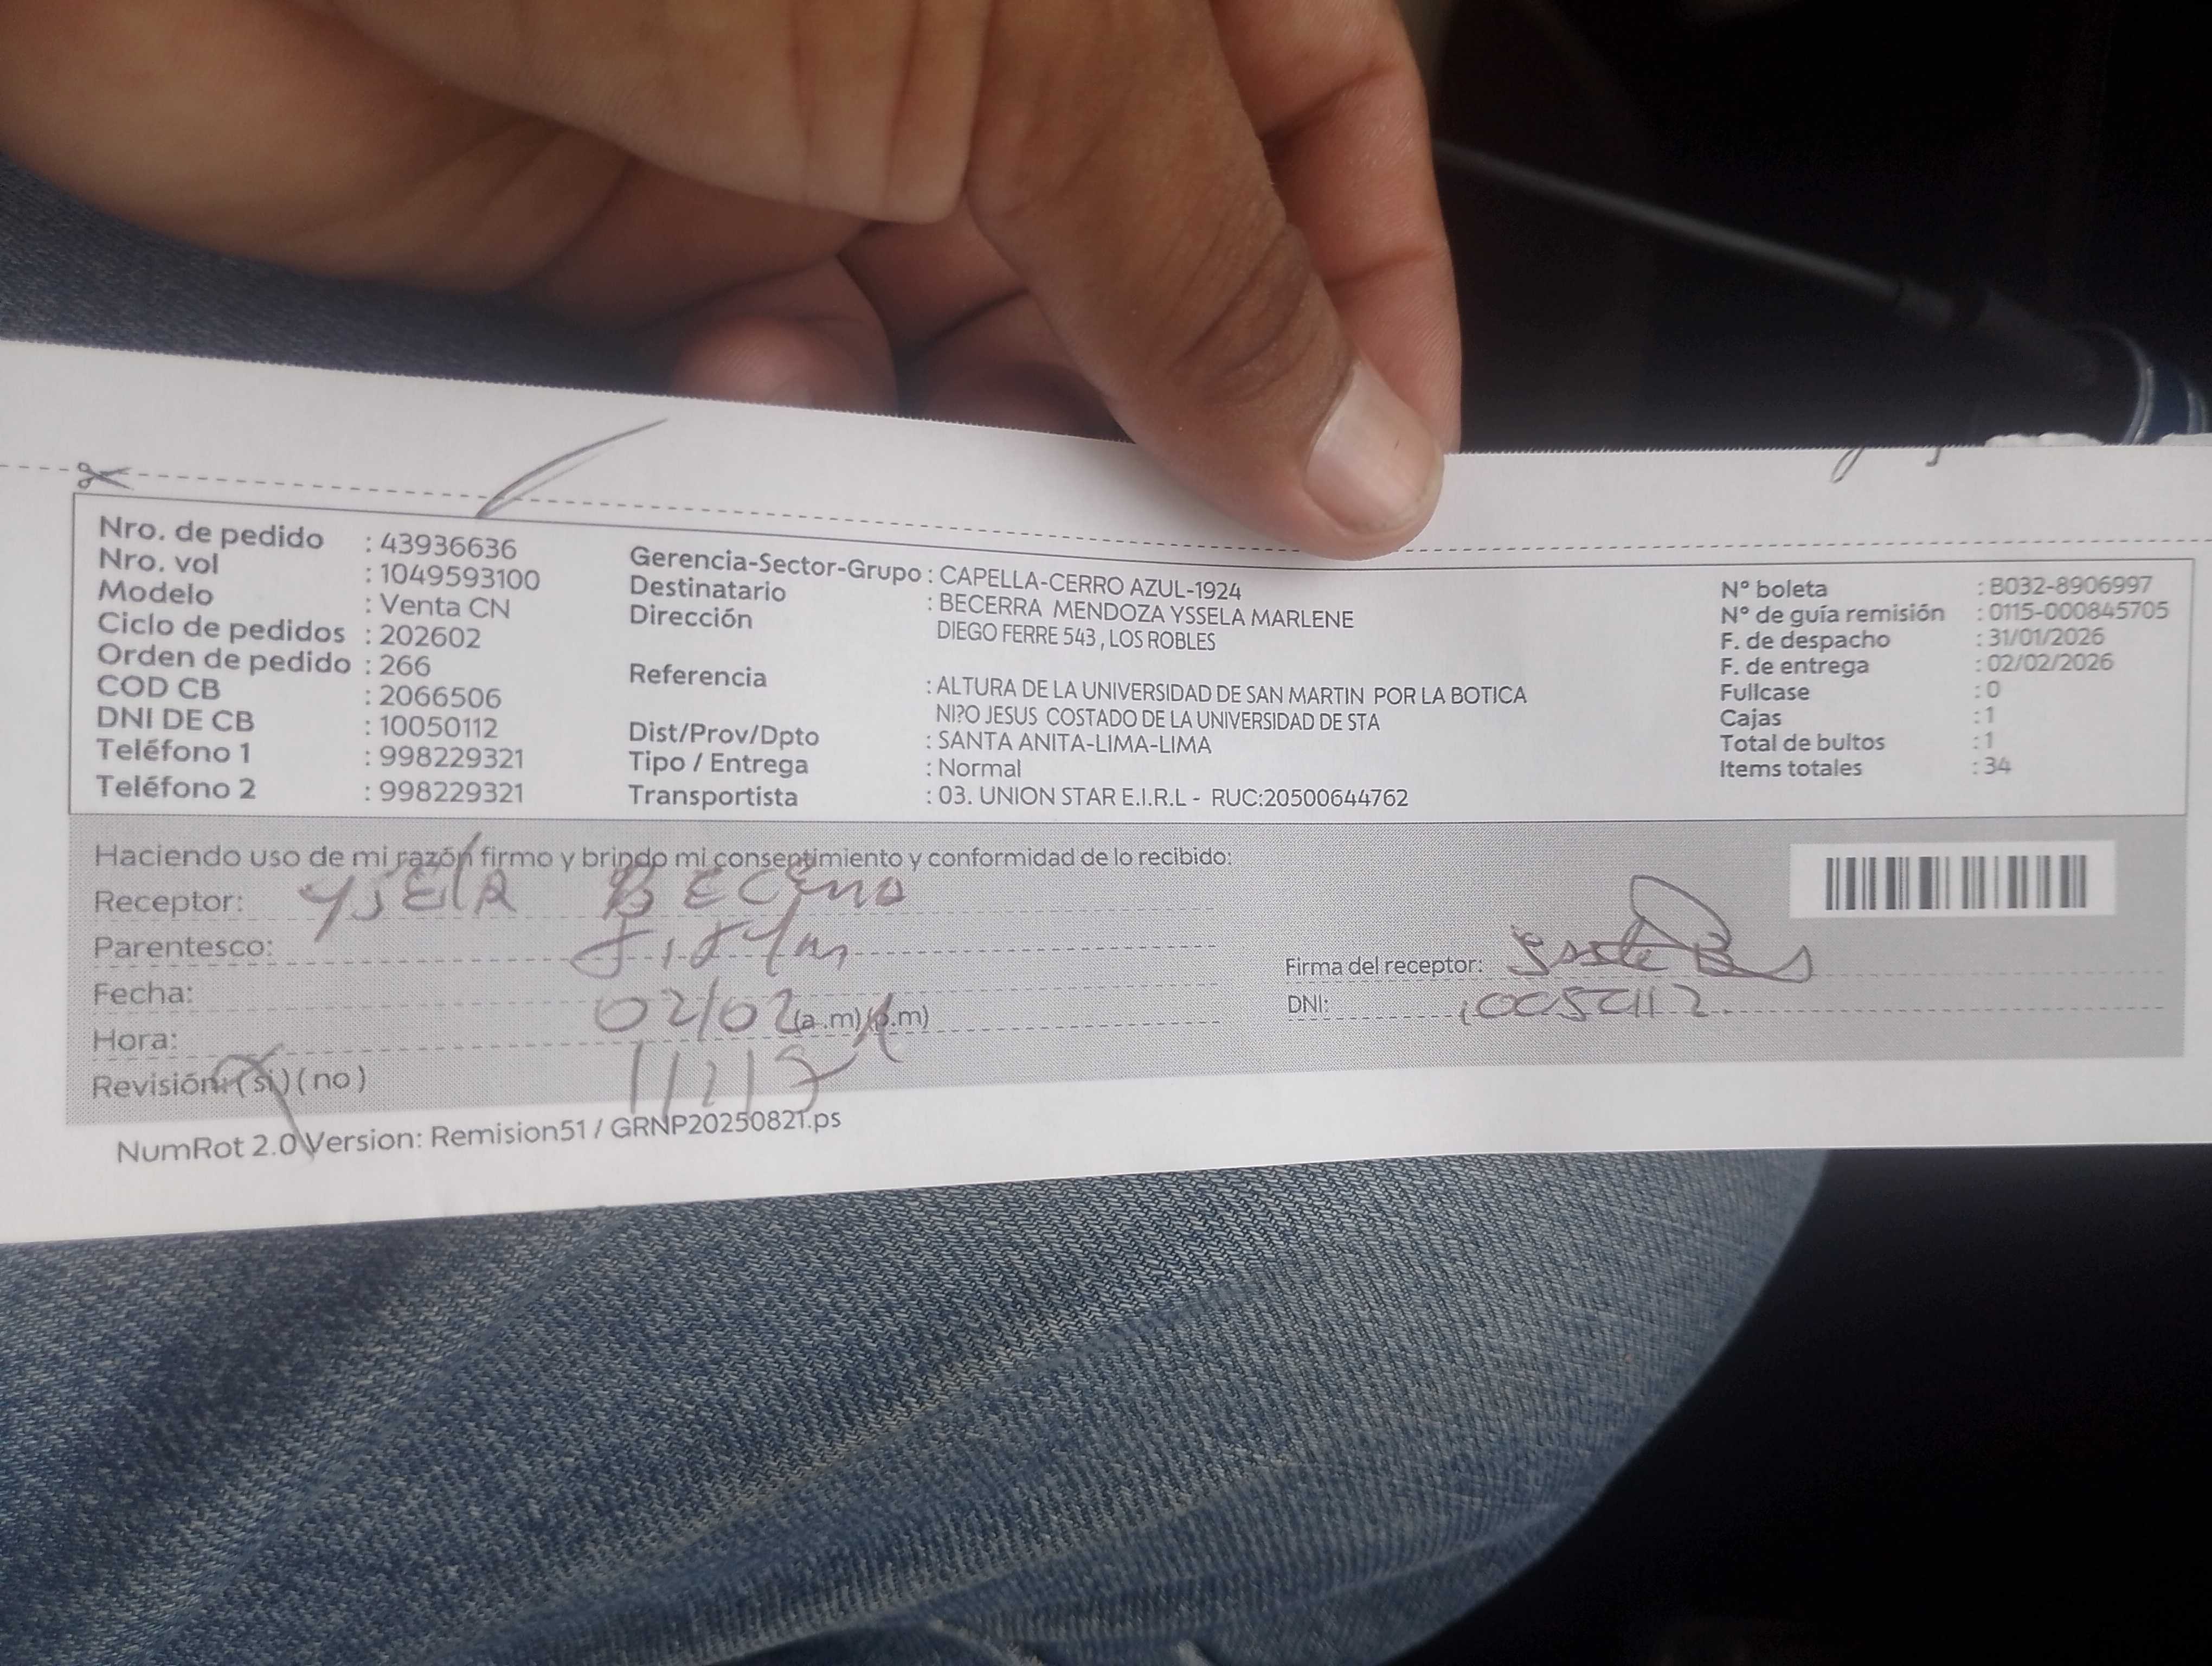 Nro. de pedido : 43936636
Nro. vol : 1049593100
Modelo : Venta CN
Ciclo de pedidos : 202602
Orden de pedido : 266
COD CB : 2066506
DNI DE CB : 10050112
Teléfono 1 : 998229321
Teléfono 2 : 998229321
Gerencia-Sector-Grupo : CAPELLA-CERRO AZUL-1924
Destinatario : BECERRA MENDOZA YSSELA MARLENE
Dirección DIEGO FERRE 543 , LOS ROBLES
Referencia : ALTURA DE LA UNIVERSIDAD DE SAN MARTIN POR LA BOTICA
NI?O JESUS COSTADO DE LA UNIVERSIDAD DE STA
Dist/Prov/Dpto : SANTA ANITA-LIMA-LIMA
Tipo / Entrega : Normal
Transportista : 03. UNION STAR E.I.R.L - RUC:20500644762
N° boleta : B032-8906997
N° de guía remisión : 0115-000845705
F. de despacho : 31/01/2026
F. de entrega : 02/02/2026
Fullcase : 0
Cajas : 1
Total de bultos : 1
Items totales : 34
Haciendo uso de mi razón firmo y brindo mi consentimiento y conformidad de lo recibido:
Receptor:
Parentesco:
Fecha: 02/02
Hora: (a.m)(p.m)
Revisión: (si) (no)
Firma del receptor:
DNI: 10050112
NumRot 2.0 Version: Remision51 / GRNP20250821.ps